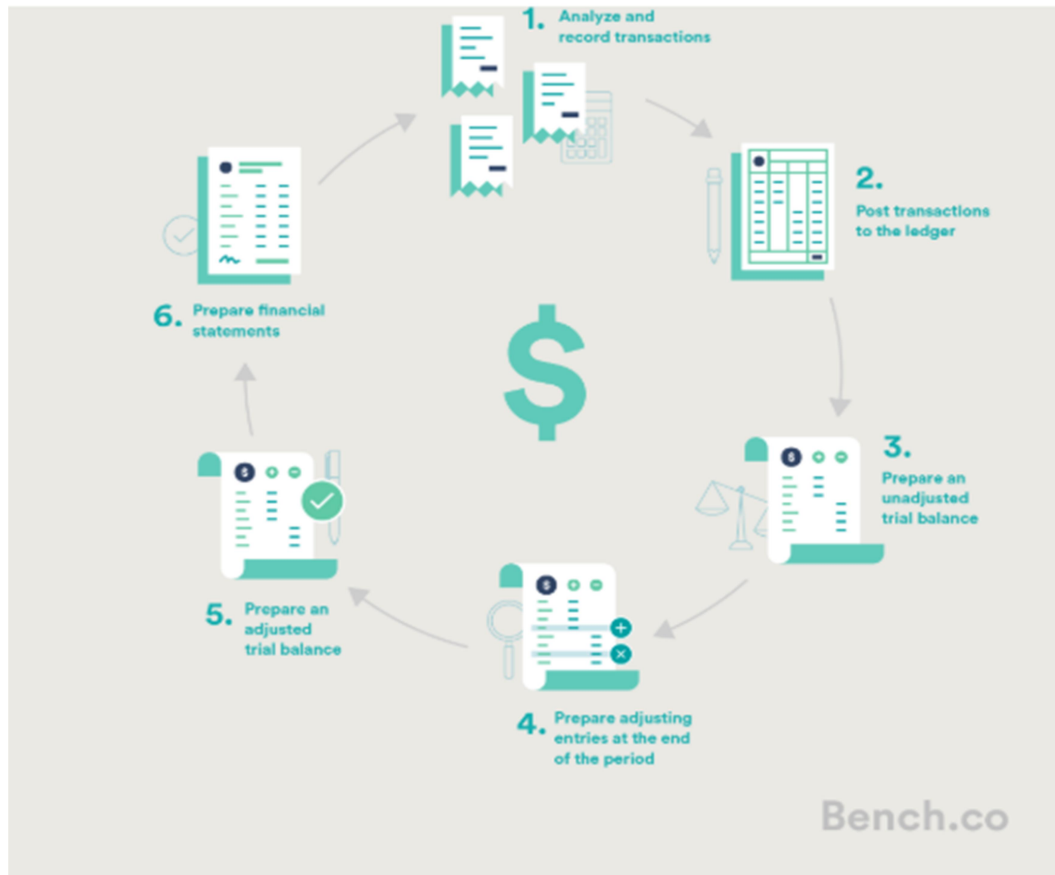 1. Analyze and
record transactions
2.
Post transactions
to the ledger
3.
Prepare an
unadjusted
trial balance
4. Prepare adjusting
entries at the end
of the period
5. Prepare an
adjusted
trial balance
6. Prepare financial
statements
$
Bench.co